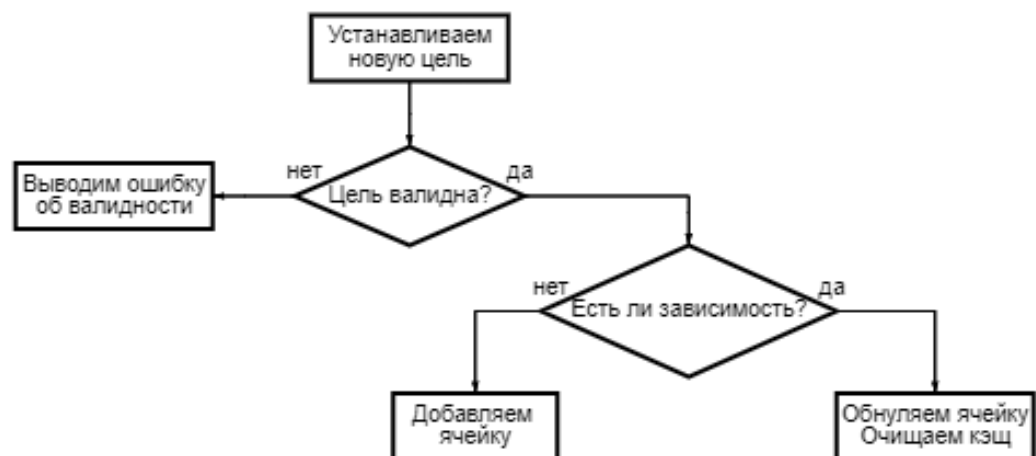 Устанавливаем
новую цель
нет
да
Цель валидна?
Выводим ошибку
об валидности
нет
да
Есть ли зависимость?
Добавляем
ячейку
Обнуляем ячейку
Очищаем кэщ